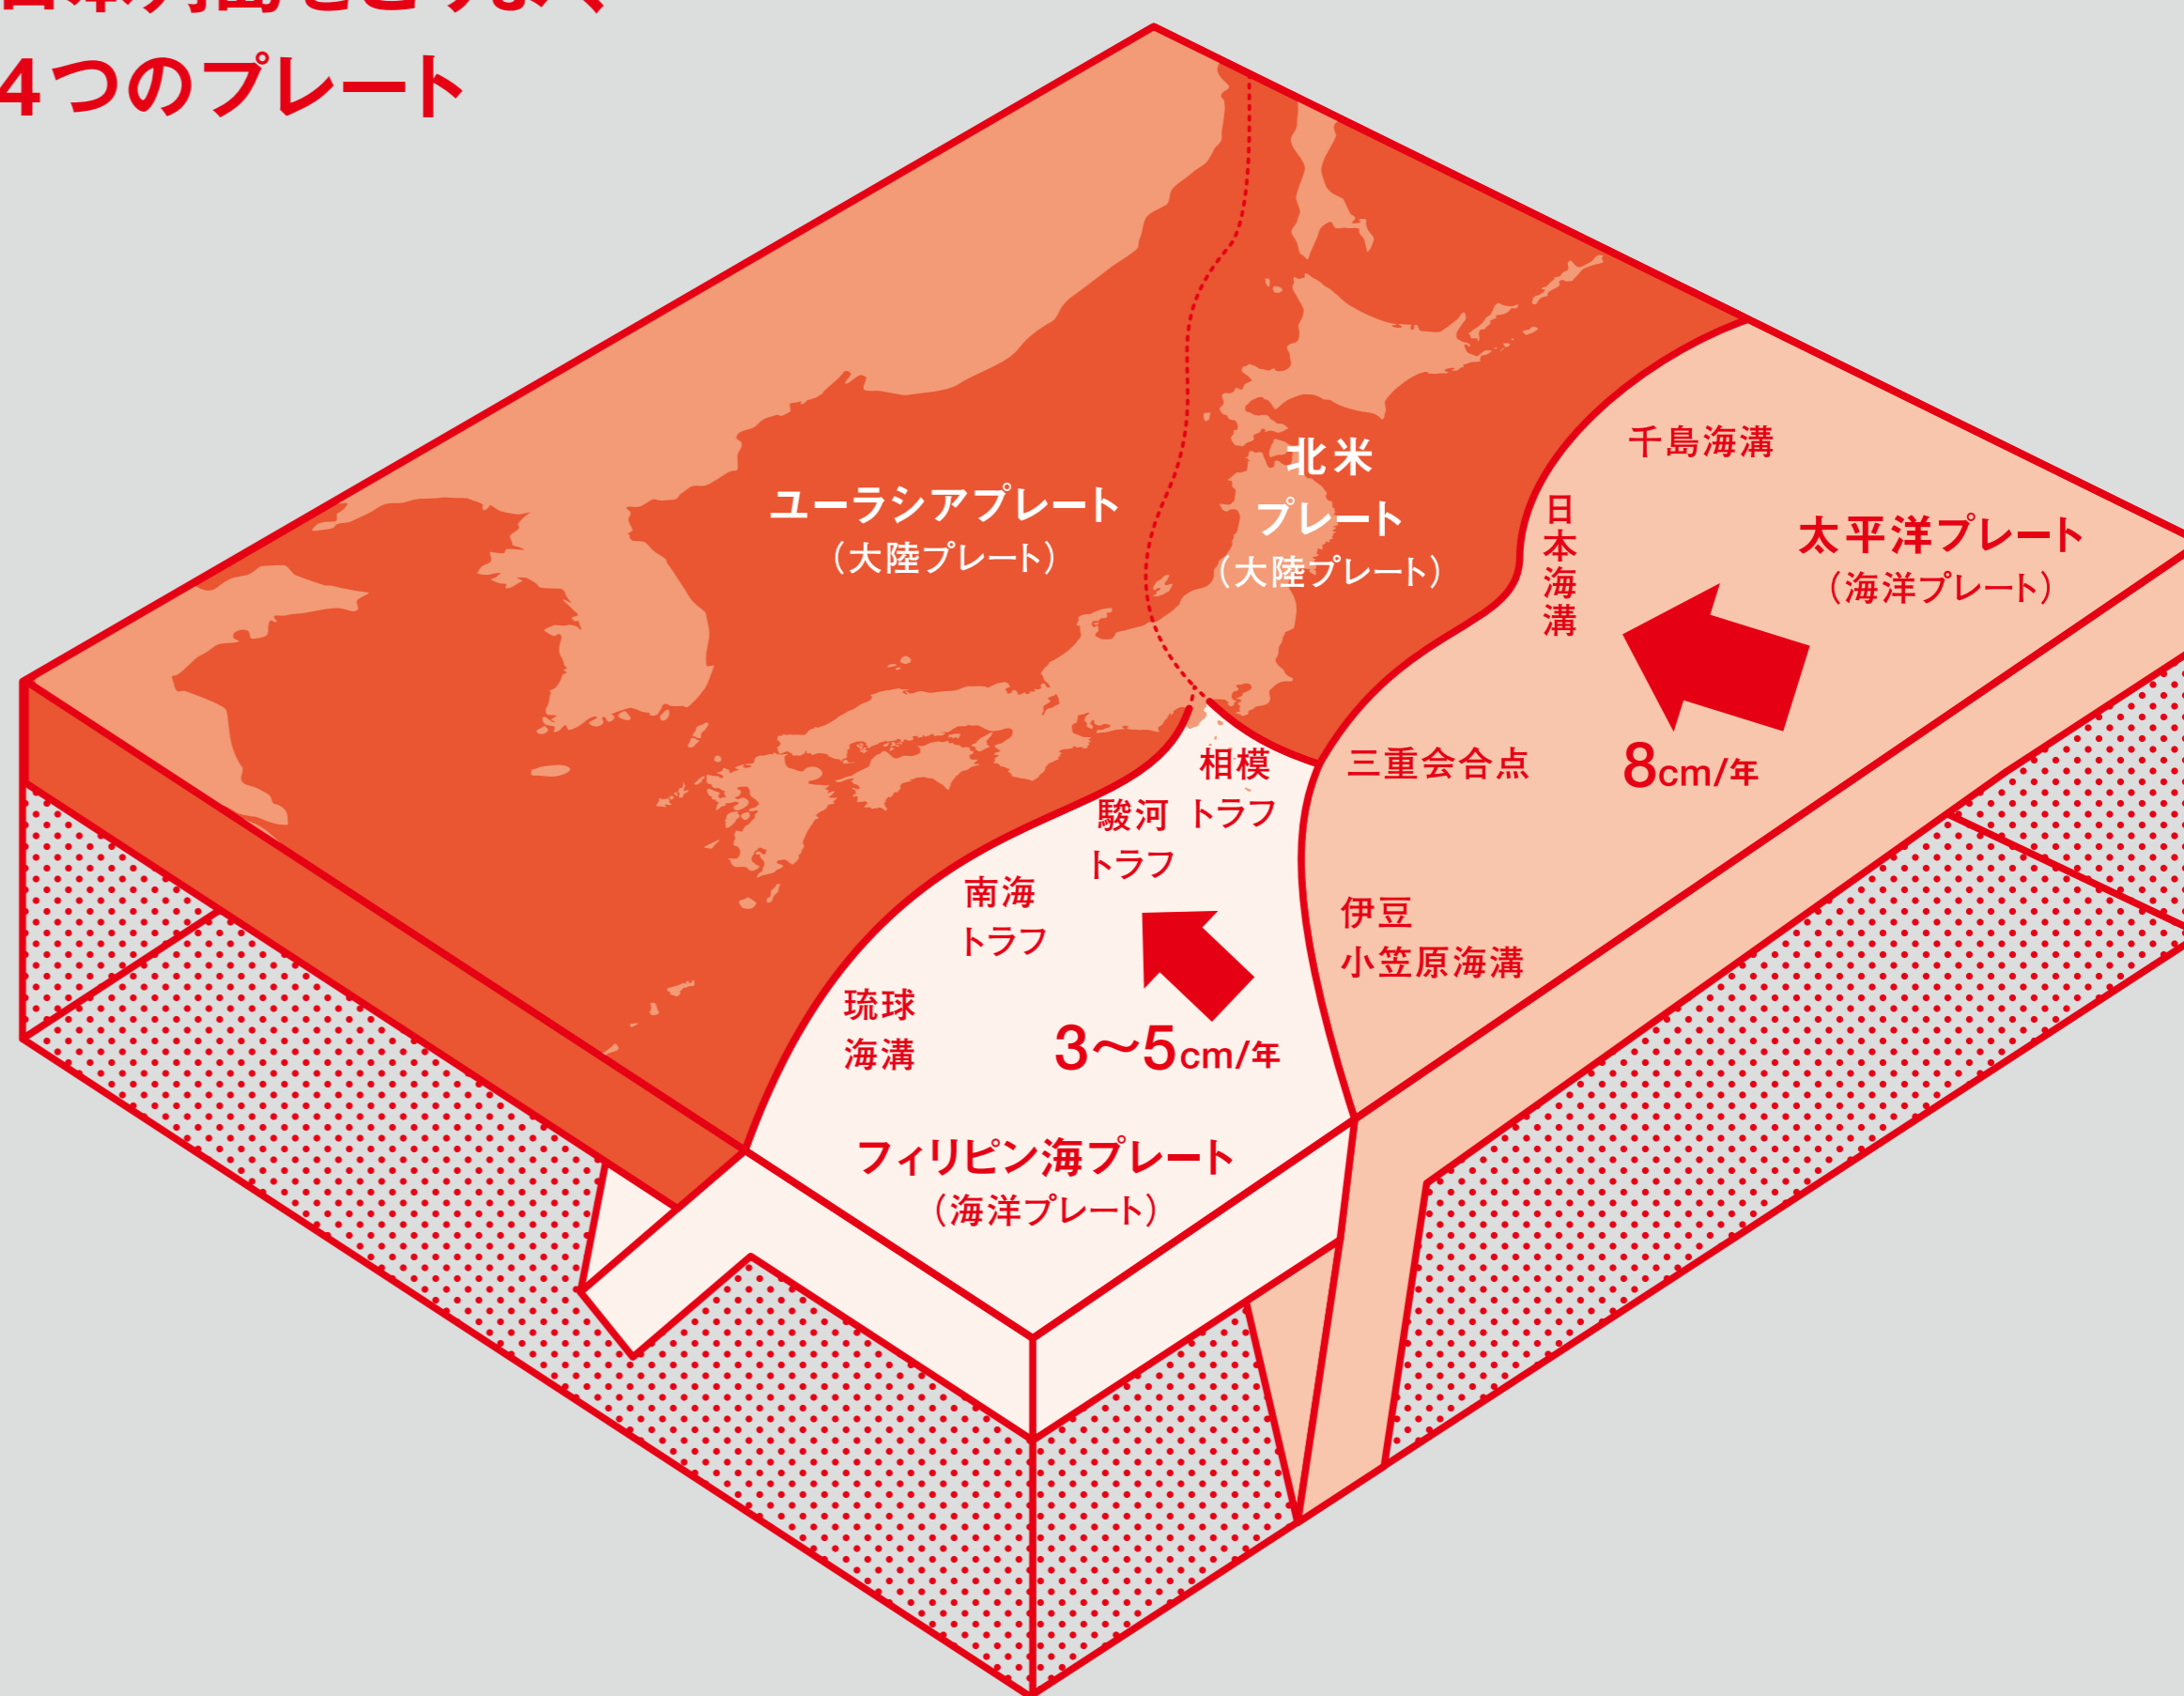 4つのプレート
ユーラシアプレート
（大陸プレート）
北米
プレート
（大陸プレート）
千島海溝
日本海溝
太平洋プレート
（海洋プレート）
8cm/年
三重会合点
相模
トラフ
駿河
トラフ
南海
トラフ
伊豆
小笠原海溝
琉球
海溝
3〜5cm/年
フィリピン海プレート
（海洋プレート）